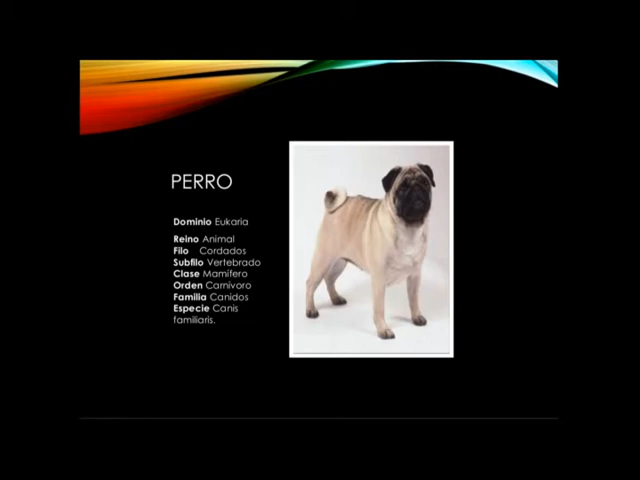 PERRO
Dominio Eukaria
Reino Animal
Filo Cordados
Subfilo Vertebrado
Clase Mamífero
Orden Carnivoro
Familia Canidos
Especie Canis
familiaris.